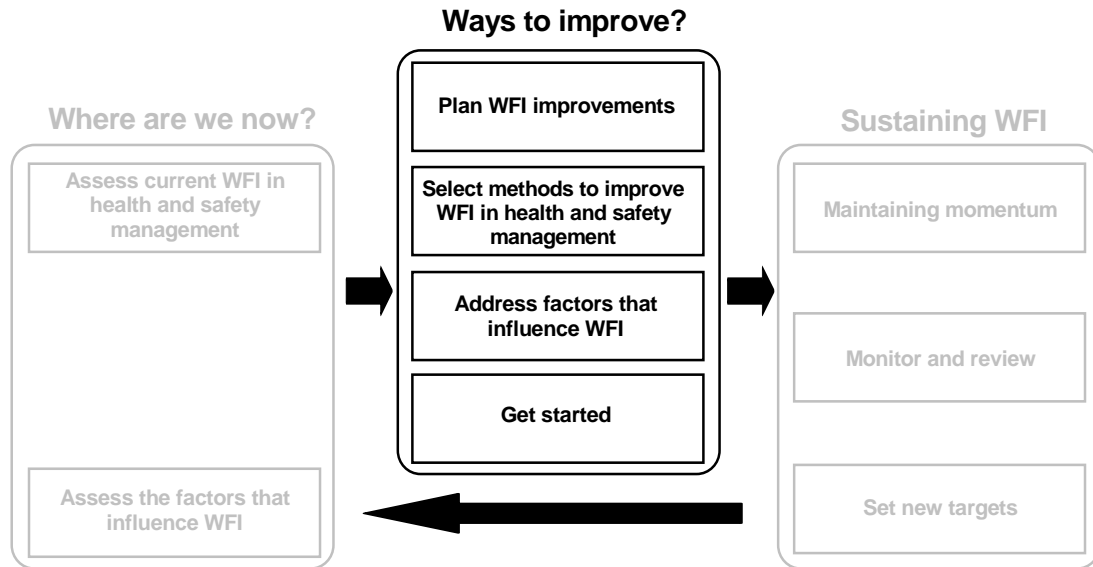 Ways to improve?
Plan WFI improvements
Select methods to improve
WFI in health and safety
management
Address factors that
influence WFI
Get started
Where are we now?
Assess current WFI in
health and safety
management
Assess the factors that
influence WFI
Sustaining WFI
Maintaining momentum
Monitor and review
Set new targets